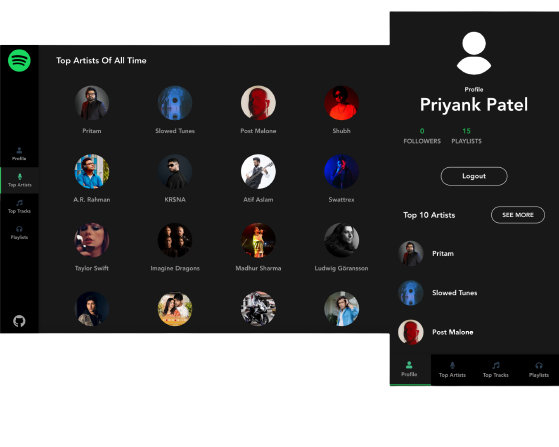 Top Artists Of All Time
Pritam
Slowed Tunes
Post Malone
Shubh
A.R. Rahman
KRSNA
Atif Aslam
Swattrex
Taylor Swift
Imagine Dragons
Madhur Sharma
Ludwig Göransson
Profile
Top Artists
Top Tracks
Playlists
Profile
Priyank Patel
0
15
FOLLOWERS
PLAYLISTS
Logout
Top 10 Artists
SEE MORE
Pritam
Slowed Tunes
Post Malone
Profile
Top Artists
Top Tracks
Playlists